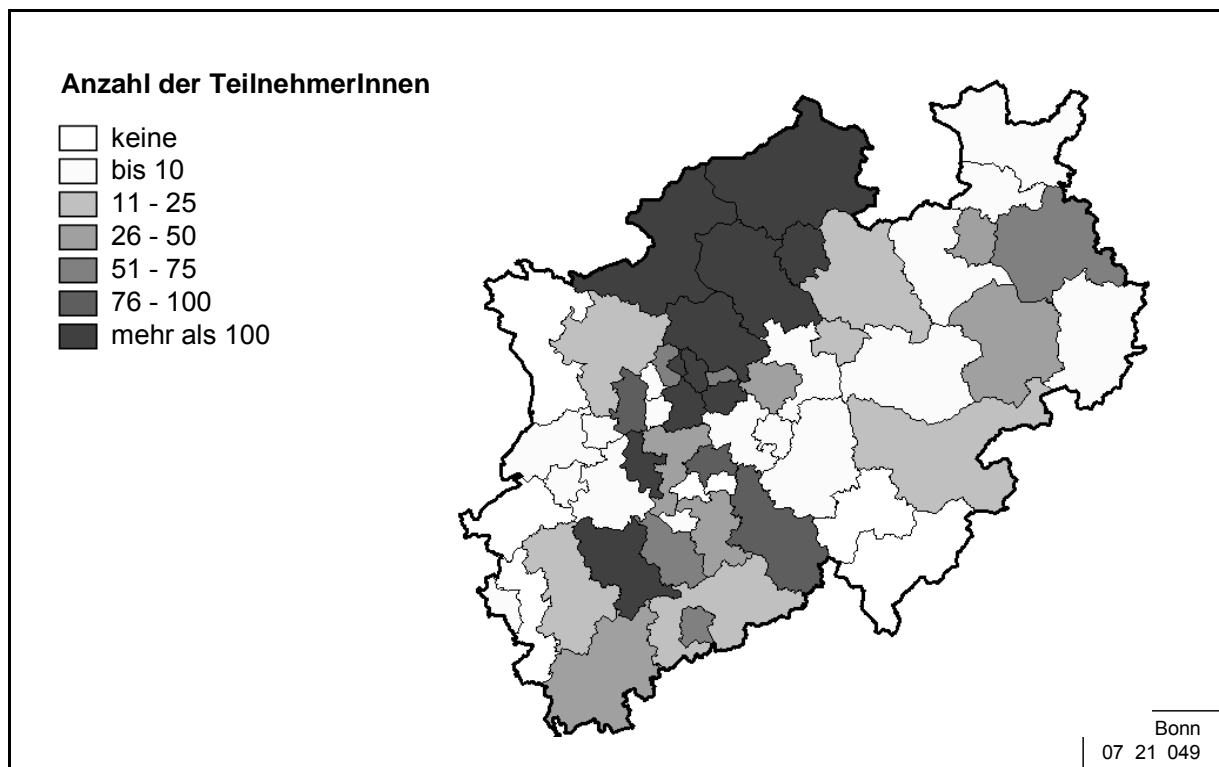 Anzahl der TeilnehmerInnen
keine
bis 10
11 - 25
26 - 50
51 - 75
76 - 100
mehr als 100
Bonn
07 21 049